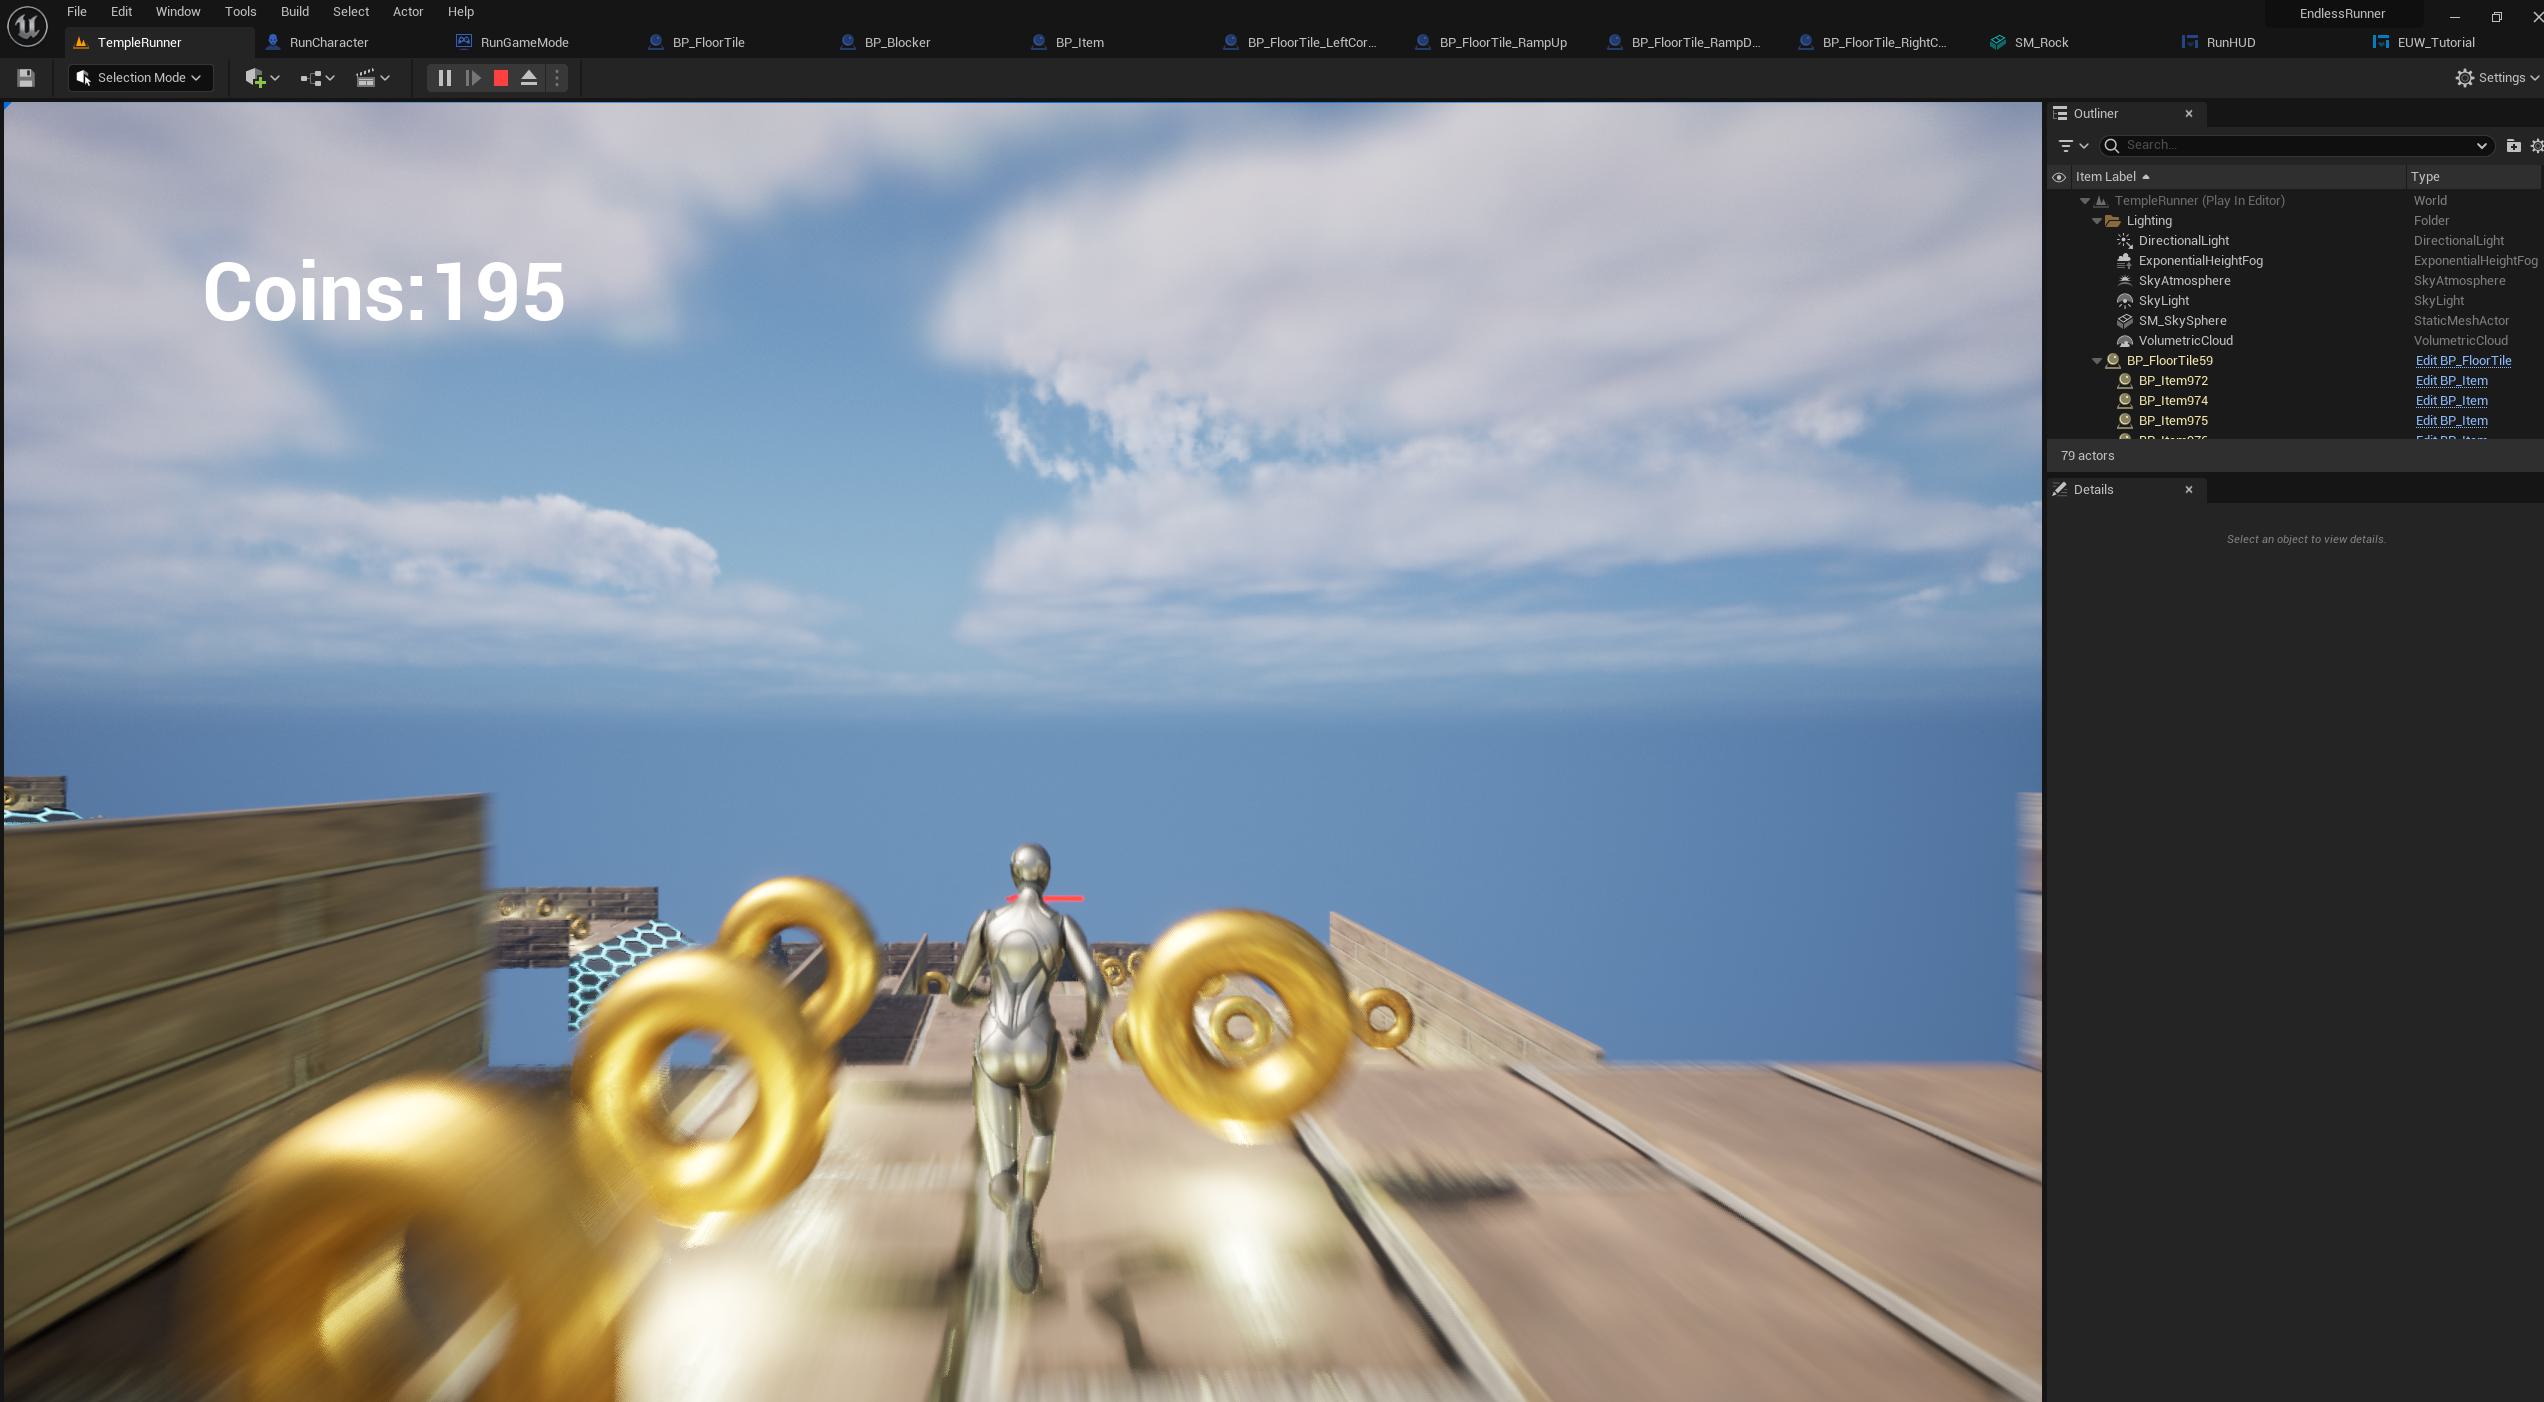 File Edit Window Tools Build Select Actor Help
EndlessRunner
TempleRunner RunCharacter RunGameMode BP_FloorTile BP_Blocker BP_Item BP_FloorTile_LeftCor... BP_FloorTile_RampUp BP_FloorTile_RampD... BP_FloorTile_RightC... SM_Rock RunHUD EUW_Tutorial
Selection Mode
Settings
Coins:195
Outliner
Search...
Item Label Type
TempleRunner (Play In Editor) World
Lighting Folder
DirectionalLight DirectionalLight
ExponentialHeightFog ExponentialHeightFog
SkyAtmosphere SkyAtmosphere
SkyLight SkyLight
SM_SkySphere StaticMeshActor
VolumetricCloud VolumetricCloud
BP_FloorTile59 Edit BP_FloorTile
BP_Item972 Edit BP_Item
BP_Item974 Edit BP_Item
BP_Item975 Edit BP_Item
79 actors
Details
Select an object to view details.